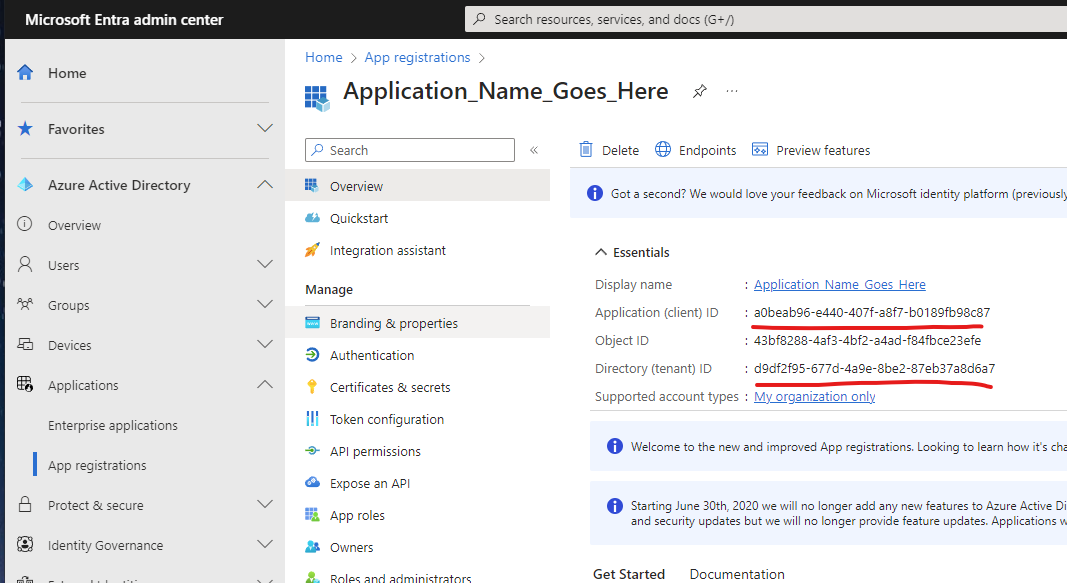 Microsoft Entra admin center
Search resources, services, and docs (G+/)
Home
Favorites
Azure Active Directory
Overview
Users
Groups
Devices
Applications
Enterprise applications
App registrations
Protect & secure
Identity Governance
Home > App registrations >
Application_Name_Goes_Here
...
Search
«
Overview
Quickstart
Integration assistant
Manage
Branding & properties
Authentication
Certificates & secrets
Token configuration
API permissions
Expose an API
App roles
Owners
Roles and administrators
Delete
Endpoints
Preview features
Got a second? We would love your feedback on Microsoft identity platform (previously
Essentials
Display name : Application_Name_Goes_Here
Application (client) ID : a0beab96-e440-407f-a8f7-b0189fb98c87
Object ID : 43bf8288-4af3-4bf2-a4ad-f84fbce23efe
Directory (tenant) ID : d9df2f95-677d-4a9e-8be2-87eb37a8d6a7
Supported account types : My organization only
Welcome to the new and improved App registrations. Looking to learn how it's cha
Starting June 30th, 2020 we will no longer add any new features to Azure Active Di
and security updates but we will no longer provide feature updates. Applications w
Get Started
Documentation